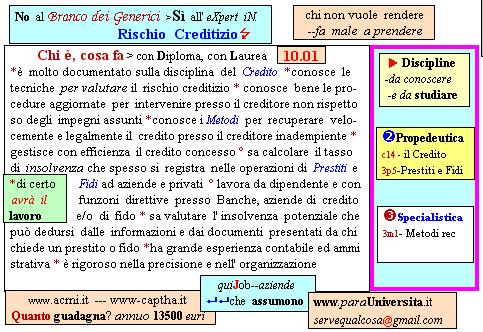 No al Branco dei Generici >Sì all'eXpert iN
Rischio Creditizio
chi non vuole rendere
--fa male a prendere
Chi è, cosa fa > con Diploma, con Laurea 10.01
*è molto documentato sulla disciplina del Credito *conosce le
tecniche per valutare il rischio creditizio * conosce bene le pro-
cedure aggiornate per intervenire presso il creditore non rispetto
so degli impegni assunti *conosce i Metodi per recuperare velo-
cemente e legalmente il credito presso il creditore inadempiente *
gestisce con efficienza il credito concesso ° sa calcolare il tasso
di insolvenza che spesso si registra nelle operazioni di Prestiti e
Fidi ad aziende e privati ° lavora da dipendente e con
funzoni direttive presso Banche, aziende di credito
e/o di fido * sa valutare l'insolvenza potenziale che
può dedursi dalle informazioni e dai documenti presentati da chi
chiede un prestito o fido *ha grande esperienza contabile ed ammi
strativa * è rigoroso nella precisione e nell'organizzazione
*di certo
avrà il
lavoro
Discipline
-da conoscere
-e da studiare
2Propedeutica
c14- il Credito
3p5-Prestiti e Fidi
3Specialistica
3m1- Metodi rec
www.acmi.it --- www-captha.it
Quanto guadagna? annuo 13500 euri
quiJob--aziende
↵↵che assumono
www.paraUniversita.it
servequalcosa@gmail.com